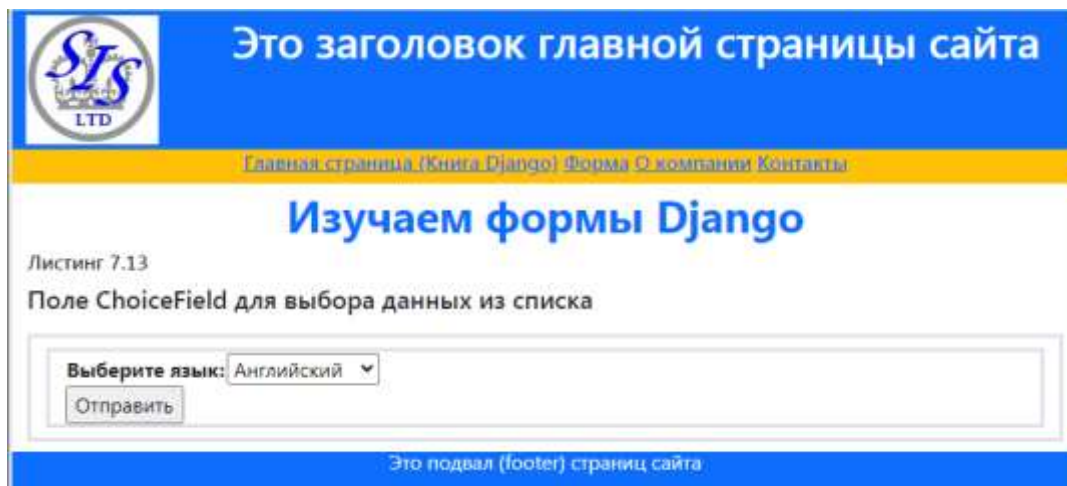 SIS
LTD
Это заголовок главной страницы сайта
Главная страница (Книга Django) Форма О компании Контакты
Изучаем формы Django
Листинг 7.13
Поле ChoiceField для выбора данных из списка
Выберите язык: Английский
Отправить
Это подвал (footer) страниц сайта